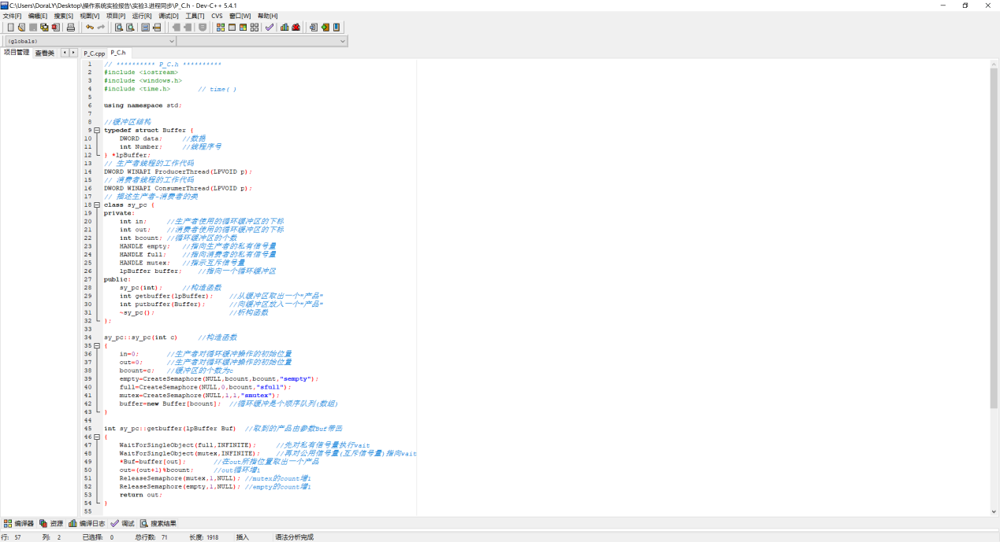 C:\Users\DoraLY\Desktop\操作系统实验报告\实验3.进程同步\P_C.h - Dev-C++ 5.4.1
文件[F] 编辑[E] 搜索[S] 视图[V] 项目[P] 运行[R] 调试[D] 工具[T] CVS 窗口[W] 帮助[H]
(globals)
项目管理 查看类 P_C.cpp P_C.h
1 // ********** P_C.h **********
2 #include <iostream>
3 #include <windows.h>
4 #include <time.h> // time( )
5
6 using namespace std;
7
8 //缓冲区结构
9 typedef struct Buffer {
10 DWORD data; //数据
11 int Number; //线程序号
12 } *lpBuffer;
13 // 生产者线程的工作代码
14 DWORD WINAPI ProducerThread(LPVOID p);
15 // 消费者线程的工作代码
16 DWORD WINAPI ConsumerThread(LPVOID p);
17 // 描述生产者-消费者的类
18 class sy_pc {
19 private:
20 int in; //生产者使用的循环缓冲区的下标
21 int out; //消费者使用的循环缓冲区的下标
22 int bcount; //循环缓冲区的个数
23 HANDLE empty; //指向生产者的私有信号量
24 HANDLE full; //指向消费者的私有信号量
25 HANDLE mutex; //指示互斥信号量
26 lpBuffer buffer; //指向一个循环缓冲区
27 public:
28 sy_pc(int); //构造函数
29 int getbuffer(lpBuffer); //从缓冲区取出一个"产品"
30 int putbuffer(Buffer); //向缓冲区放入一个"产品"
31 ~sy_pc(); //析构函数
32 };
33
34 sy_pc::sy_pc(int c) //构造函数
35 {
36 in=0; //生产者对循环缓冲操作的初始位置
37 out=0; //生产者对循环缓冲操作的初始位置
38 bcount=c; //缓冲区的个数为c
39 empty=CreateSemaphore(NULL,bcount,bcount,"sempty");
40 full=CreateSemaphore(NULL,0,bcount,"sfull");
41 mutex=CreateSemaphore(NULL,1,1,"smutex");
42 buffer=new Buffer[bcount]; //循环缓冲是个顺序队列(数组)
43 }
44
45 int sy_pc::getbuffer(lpBuffer Buf) //取到的产品由参数Buf带回
46 {
47 WaitForSingleObject(full,INFINITE); //先对私有信号量执行wait
48 WaitForSingleObject(mutex,INFINITE); //再对公用信号量(互斥信号量)指向wait
49 *Buf=buffer[out]; //在out所指位置取出一个产品
50 out=(out+1)%bcount; //out循环增1
51 ReleaseSemaphore(mutex,1,NULL); //mutex的count增1
52 ReleaseSemaphore(empty,1,NULL); //empty的count增1
53 return out;
54 }
55
编译器 资源 编译日志 调试 搜索结果
行: 57 列: 2 已选择: 0 总行数: 71 长度: 1918 插入 语法分析完成